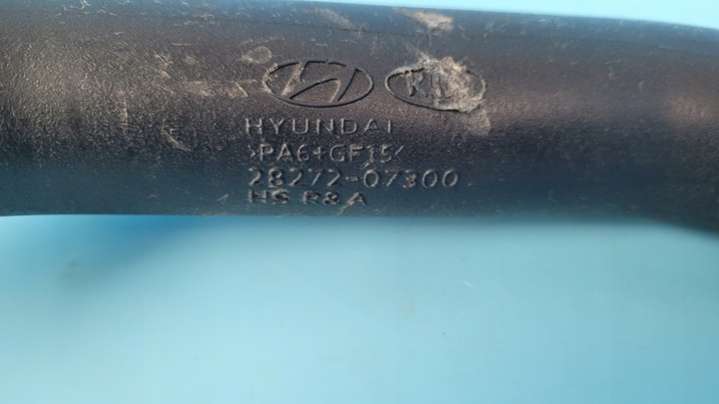 KIA
HYUNDAI
>PA6+GF15<
28272-07300
HS R&A